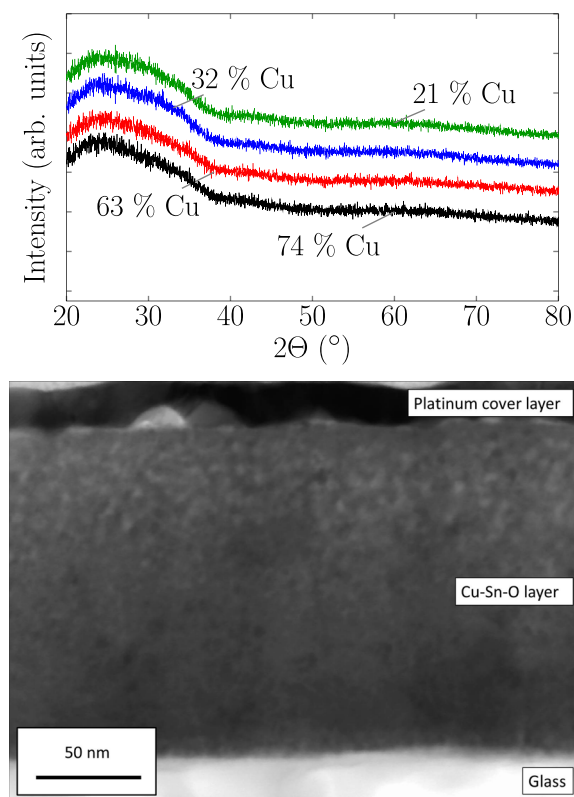 Intensity (arb. units)
32 % Cu
21 % Cu
63 % Cu
74 % Cu
20 30 40 50 60 70 80
2Θ (°)
Platinum cover layer
Cu-Sn-O layer
50 nm
Glass